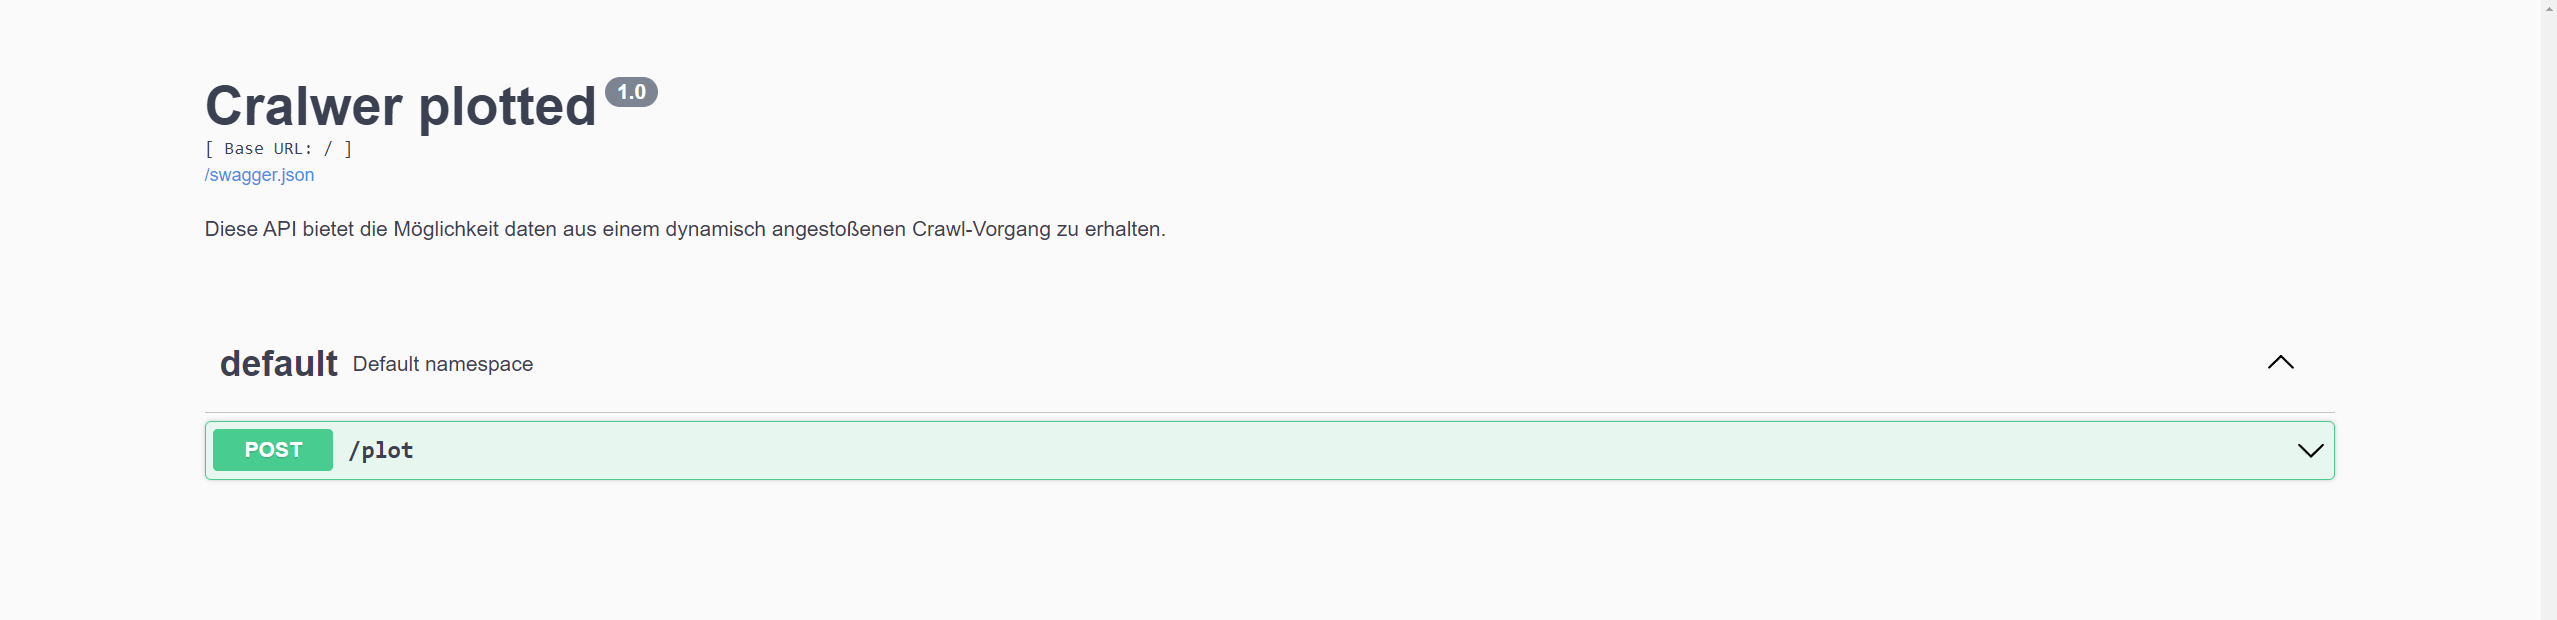 Cralwer plotted 1.0
[ Base URL: / ]
/swagger.json
Diese API bietet die Möglichkeit daten aus einem dynamisch angestoßenen Crawl-Vorgang zu erhalten.
default Default namespace
POST /plot